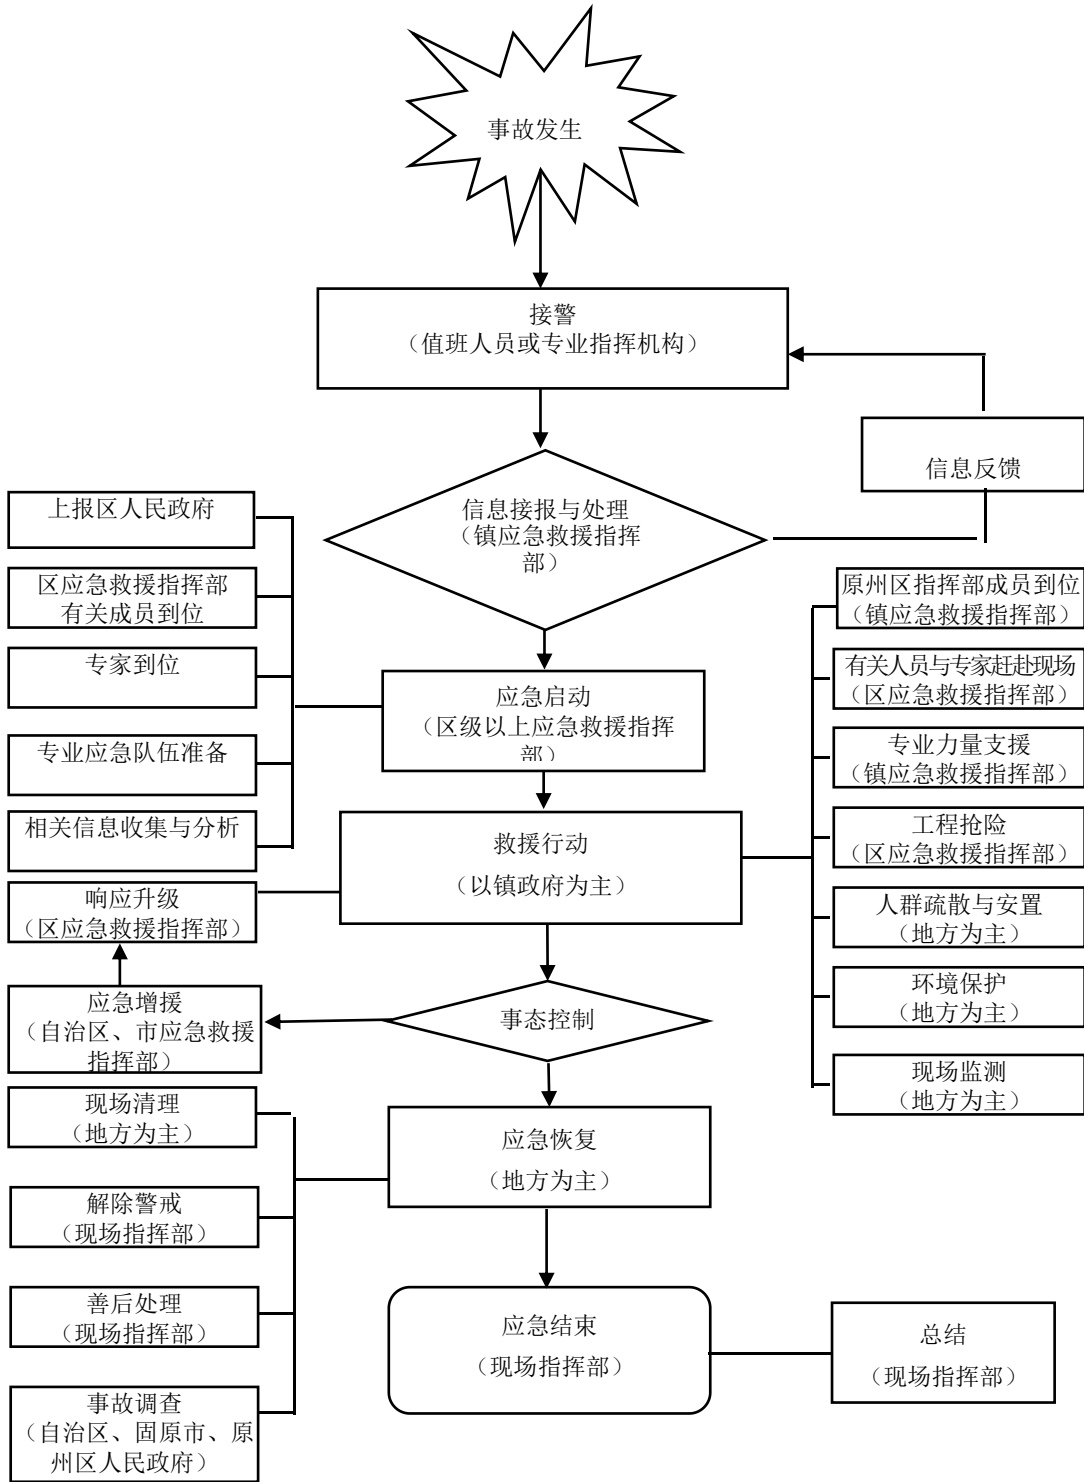 事故发生
接警
（值班人员或专业指挥机构）
信息反馈
信息接报与处理
（镇应急救援指挥
部）
上报区人民政府
区应急救援指挥部
有关成员到位
专家到位
专业应急队伍准备
相关信息收集与分析
应急启动
（区级以上应急救援指挥
部）
原州区指挥部成员到位
（镇应急救援指挥部）
有关人员与专家赶赴现场
（区应急救援指挥部）
专业力量支援
（镇应急救援指挥部）
工程抢险
（区应急救援指挥部）
人群疏散与安置
（地方为主）
环境保护
（地方为主）
现场监测
（地方为主）
救援行动
（以镇政府为主）
响应升级
（区应急救援指挥部）
应急增援
（自治区、市应急救援
指挥部）
事态控制
现场清理
（地方为主）
解除警戒
（现场指挥部）
善后处理
（现场指挥部）
事故调查
（自治区、固原市、原
州区人民政府）
应急恢复
（地方为主）
应急结束
（现场指挥部）
总结
（现场指挥部）